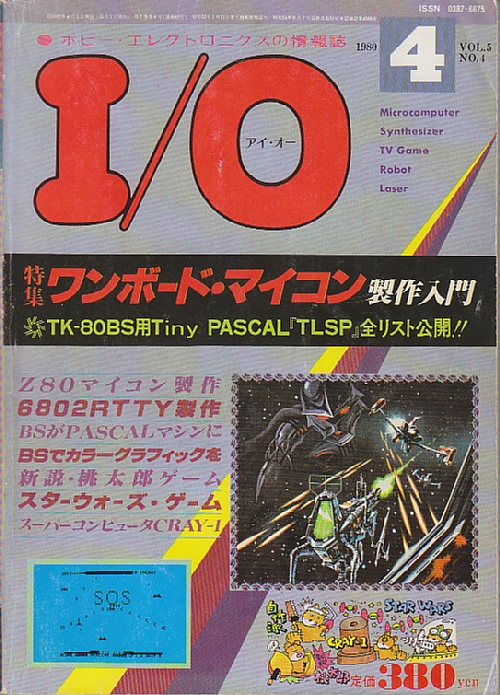 ISSN 0387-6875
●ホビー・エレクトロニクスの情報誌
1980
4
VOL.5
NO.4
I/O
アイ・オー
Microcomputer
Synthesizer
TV Game
Robot
Laser
特集
ワンボード・マイコン製作入門
TK-80BS用Tiny PASCAL『TLSP』全リスト公開!!
Z80マイコン製作
6802RTTY製作
BSがPASCALマシンに
BSでカラーグラフィックを
新説・桃太郎ゲーム
スターウォーズ・ゲーム
スーパーコンピュータCRAY-1
SOS
STAR WARS
CRAY-1
定価 380 yen